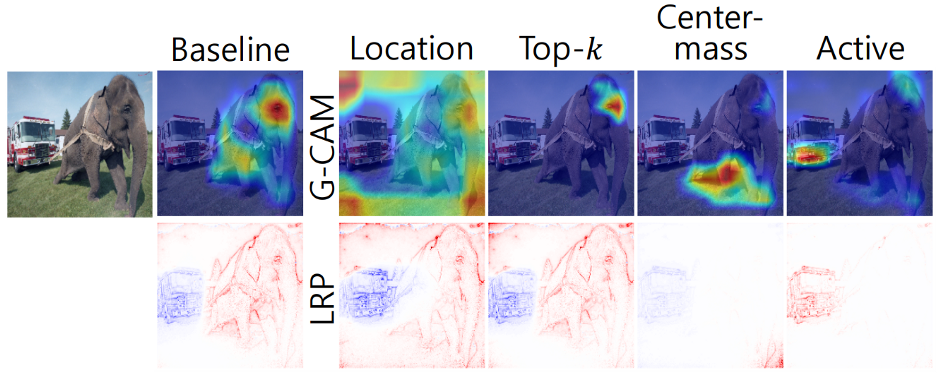 Baseline
Location
Top-k
Center-
mass
Active
G-CAM
LRP